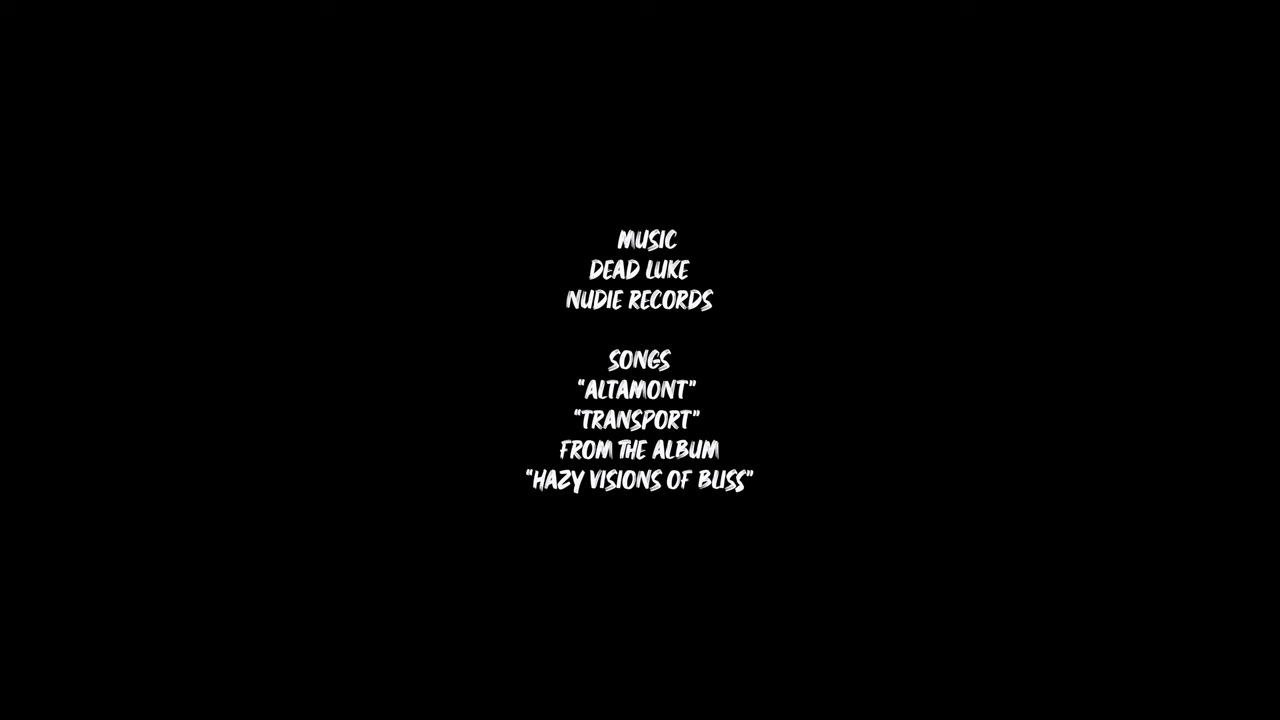 MUSIC
DEAD LUKE
NUDIE RECORDS
SONGS
“ALTAMONT”
“TRANSPORT”
FROM THE ALBUM
“HAZY VISIONS OF BLISS”